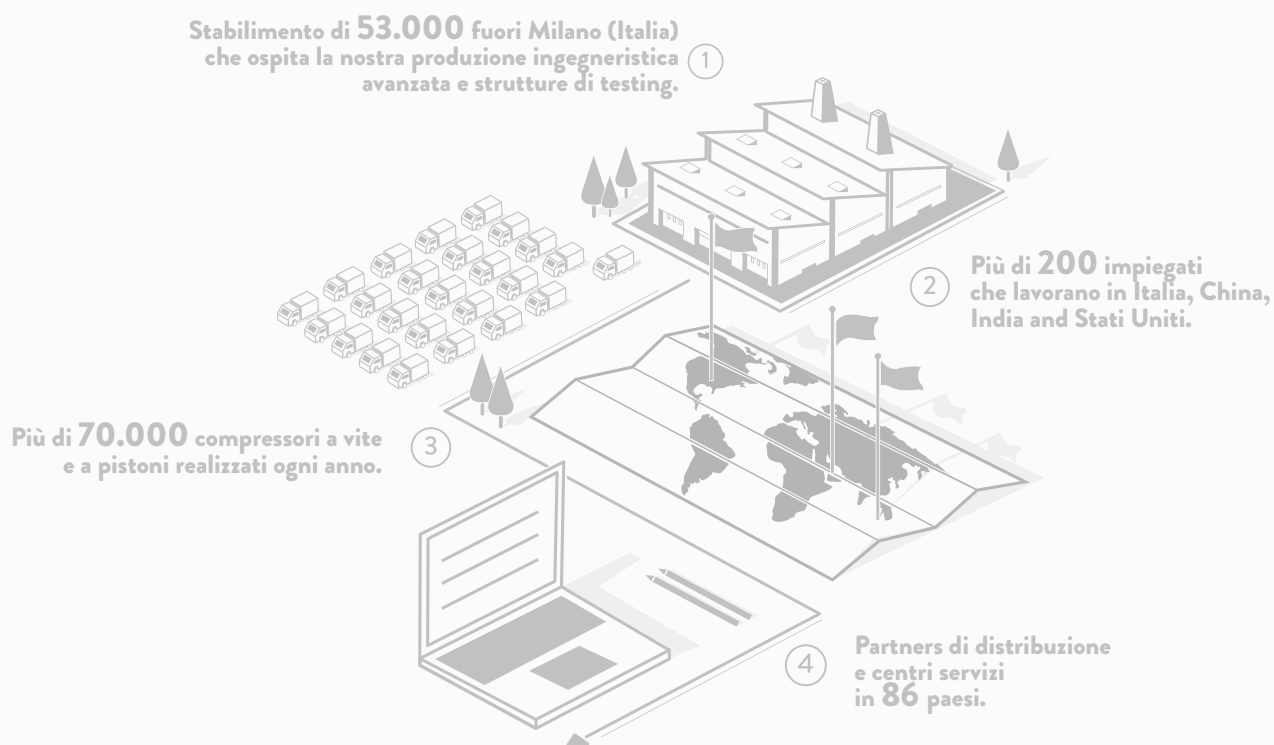 Stabilimento di 53.000 fuori Milano (Italia)
che ospita la nostra produzione ingegneristica
avanzata e strutture di testing.
1
2
Più di 200 impiegati
che lavorano in Italia, China,
India and Stati Uniti.
Più di 70.000 compressori a vite
e a pistoni realizzati ogni anno.
3
4
Partners di distribuzione
e centri servizi
in 86 paesi.